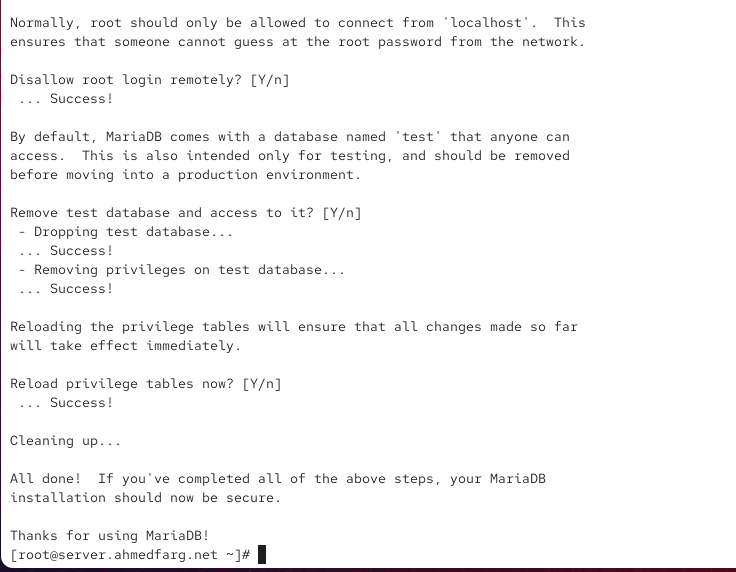 Normally, root should only be allowed to connect from 'localhost'.  This
ensures that someone cannot guess at the root password from the network.

Disallow root login remotely? [Y/n]
 ... Success!

By default, MariaDB comes with a database named 'test' that anyone can
access.  This is also intended only for testing, and should be removed
before moving into a production environment.

Remove test database and access to it? [Y/n]
 - Dropping test database...
 ... Success!
 - Removing privileges on test database...
 ... Success!

Reloading the privilege tables will ensure that all changes made so far
will take effect immediately.

Reload privilege tables now? [Y/n]
 ... Success!

Cleaning up...

All done!  If you've completed all of the above steps, your MariaDB
installation should now be secure.

Thanks for using MariaDB!
[root@server.ahmedfarg.net ~]#